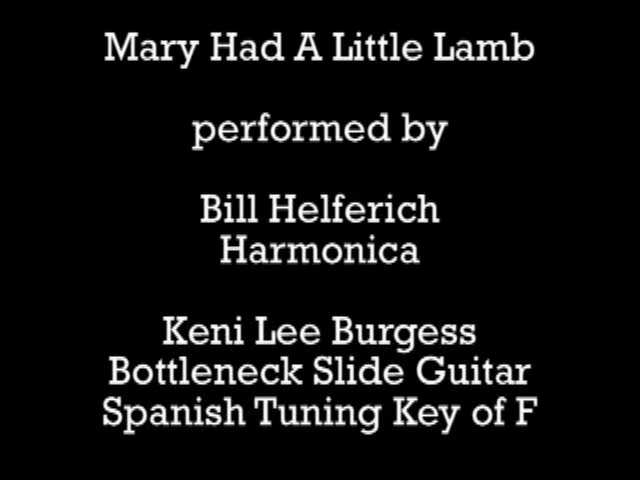 Mary Had A Little Lamb
performed by
Bill Helferich
Harmonica
Keni Lee Burgess
Bottleneck Slide Guitar
Spanish Tuning Key of F